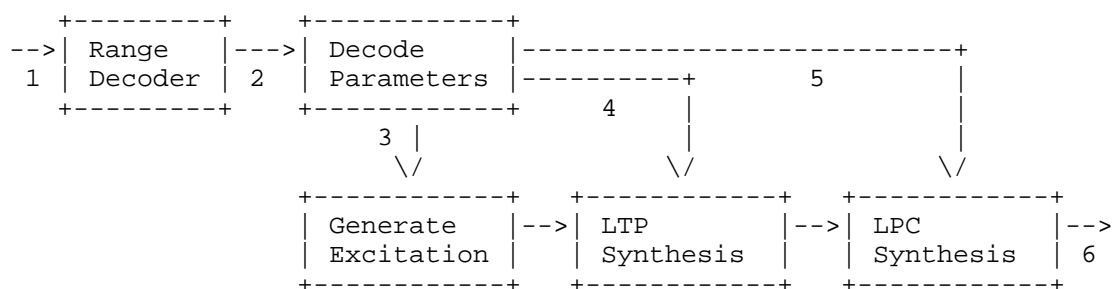 +---------+    +------------+
-->| Range   |--->| Decode     |---------------------------+
 1 | Decoder | 2  | Parameters |----------+       5        |
   +---------+    +------------+     4    |                |
                       3 |                |                |
                        \/               \/               \/
                  +------------+   +------------+   +------------+
                  | Generate   |-->| LTP        |-->| LPC        |-->
                  | Excitation |   | Synthesis  |   | Synthesis  | 6
                  +------------+   +------------+   +------------+